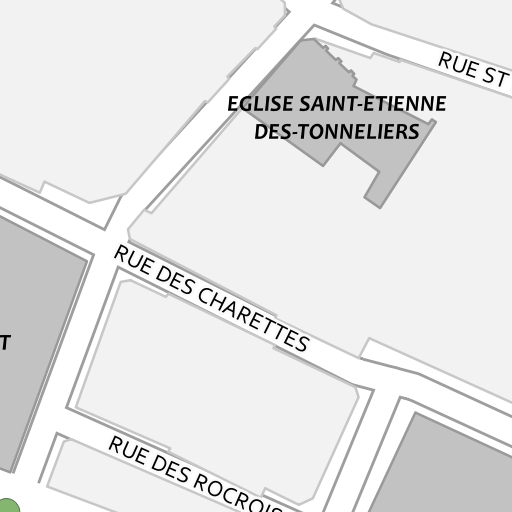 RUE ST
EGLISE SAINT-ETIENNE
DES-TONNELIERS
RUE DES CHARETTES
T
RUE DES ROCROIS